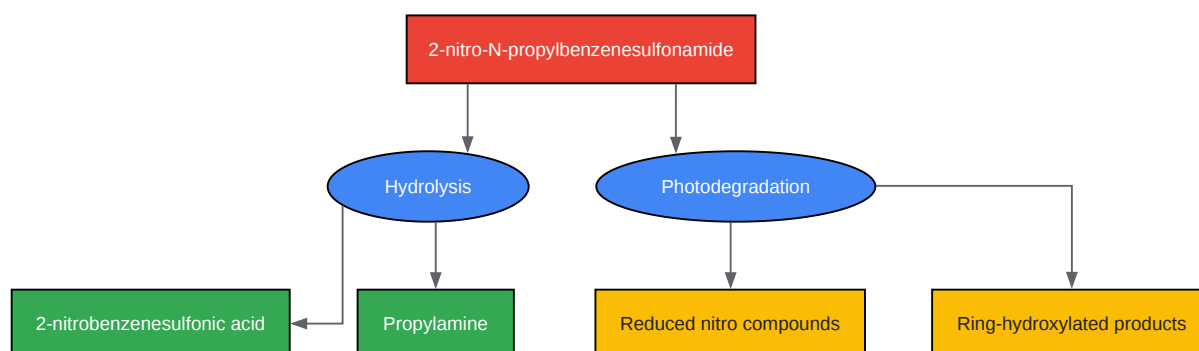 2-nitro-N-propylbenzenesulfonamide
Hydrolysis
Photodegradation
2-nitrobenzenesulfonic acid
Propylamine
Reduced nitro compounds
Ring-hydroxylated products